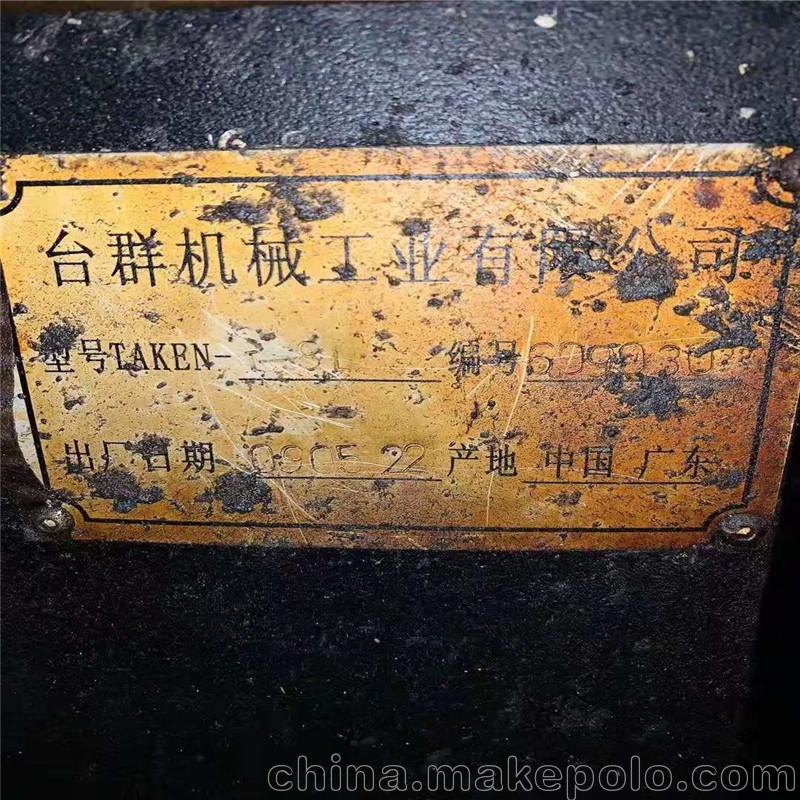 台群机械工业有限公司
型号TAKEN- 编号
出厂日期 0905 22 产地 中国 广东
china.makepolo.com